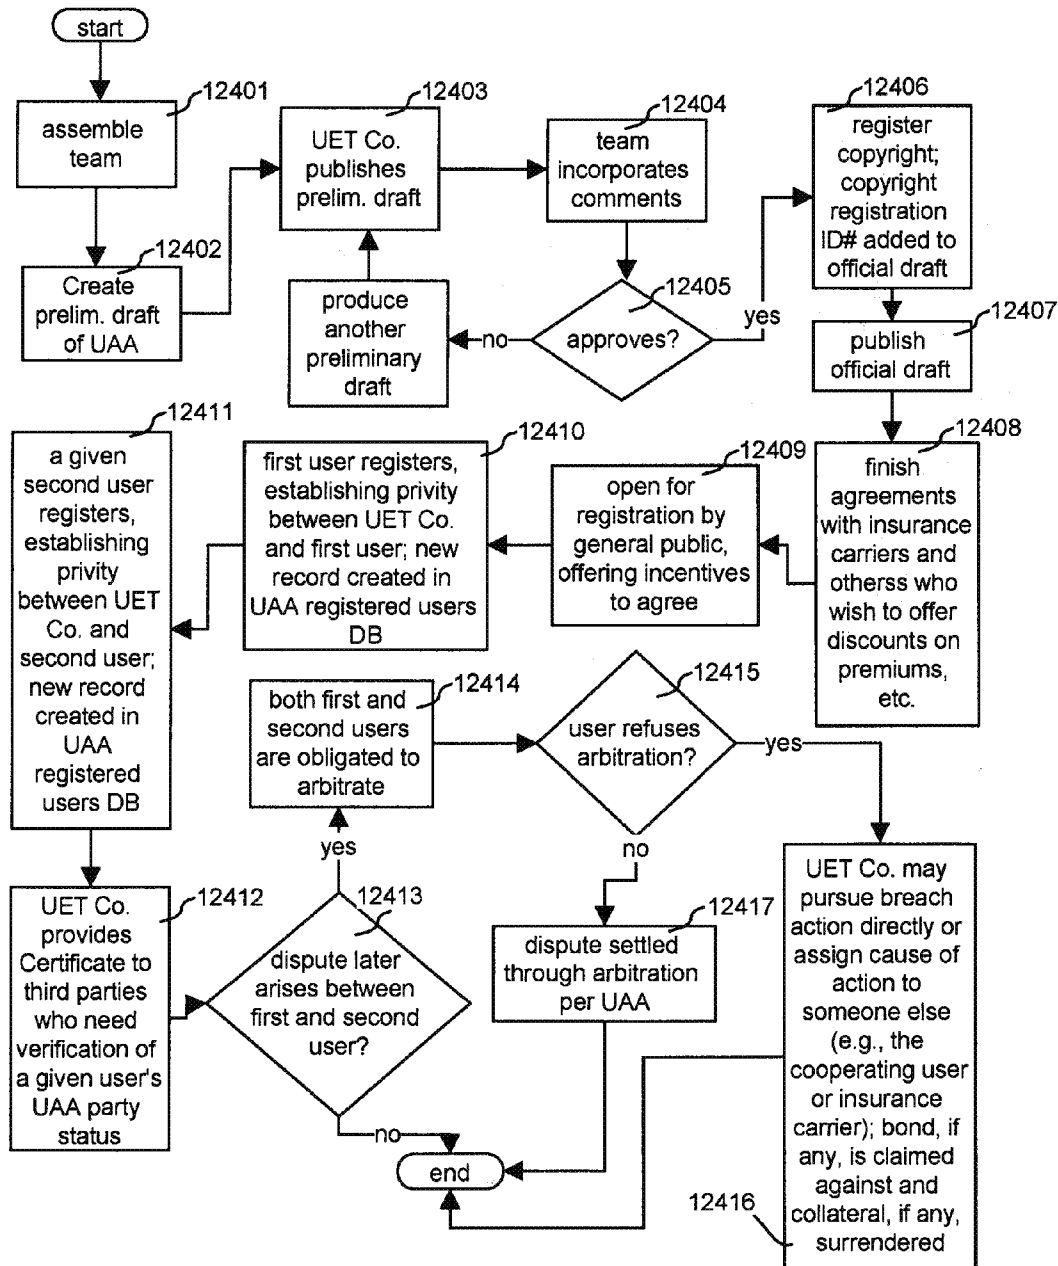 start
12401
assemble
team
12402
Create
prelim. draft
of UAA
12403
UET Co.
publishes
prelim. draft
12404
team
incorporates
comments
12405
approves?
no
produce
another
preliminary
draft
yes
12406
register
copyright;
copyright
registration
ID# added to
official draft
12407
publish
official draft
12408
finish
agreements
with insurance
carriers and
otherss who
wish to offer
discounts on
premiums,
etc.
12409
open for
registration by
general public,
offering incentives
to agree
12410
first user registers,
establishing privity
between UET Co.
and first user; new
record created in
UAA registered users
DB
12411
a given
second user
registers,
establishing
privity
between UET
Co. and
second user;
new record
created in
UAA
registered
users DB
12412
UET Co.
provides
Certificate to
third parties
who need
verification of
a given user's
UAA party
status
12413
dispute later
arises between
first and second
user?
yes
no
12414
both first and
second users
are obligated to
arbitrate
12415
user refuses
arbitration?
yes
no
12416
UET Co. may
pursue breach
action directly or
assign cause of
action to
someone else
(e.g., the
cooperating user
or insurance
carrier); bond, if
any, is claimed
against and
collateral, if any,
surrendered
12417
dispute settled
through arbitration
per UAA
end